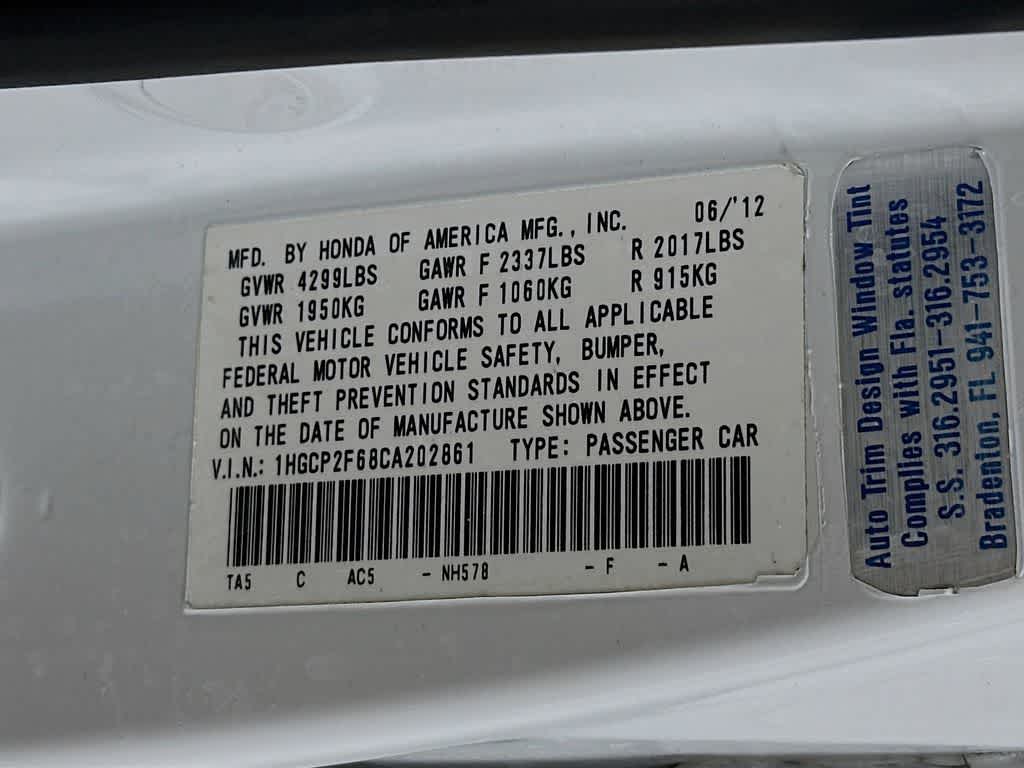 MFD. BY HONDA OF AMERICA MFG., INC. 06/'12
GVWR 4299LBS GAWR F 2337LBS R 2017LBS
GVWR 1950KG GAWR F 1060KG R 915KG
THIS VEHICLE CONFORMS TO ALL APPLICABLE
FEDERAL MOTOR VEHICLE SAFETY, BUMPER,
AND THEFT PREVENTION STANDARDS IN EFFECT
ON THE DATE OF MANUFACTURE SHOWN ABOVE.
V.I.N.: 1HGCP2F68CA202861 TYPE: PASSENGER CAR
TA5 C AC5 - NH578 - F - A
Auto Trim Design Window Tint
Complies with Fla. statutes
S.S. 316.2951-316.2954
Bradenton, FL 941-753-3172